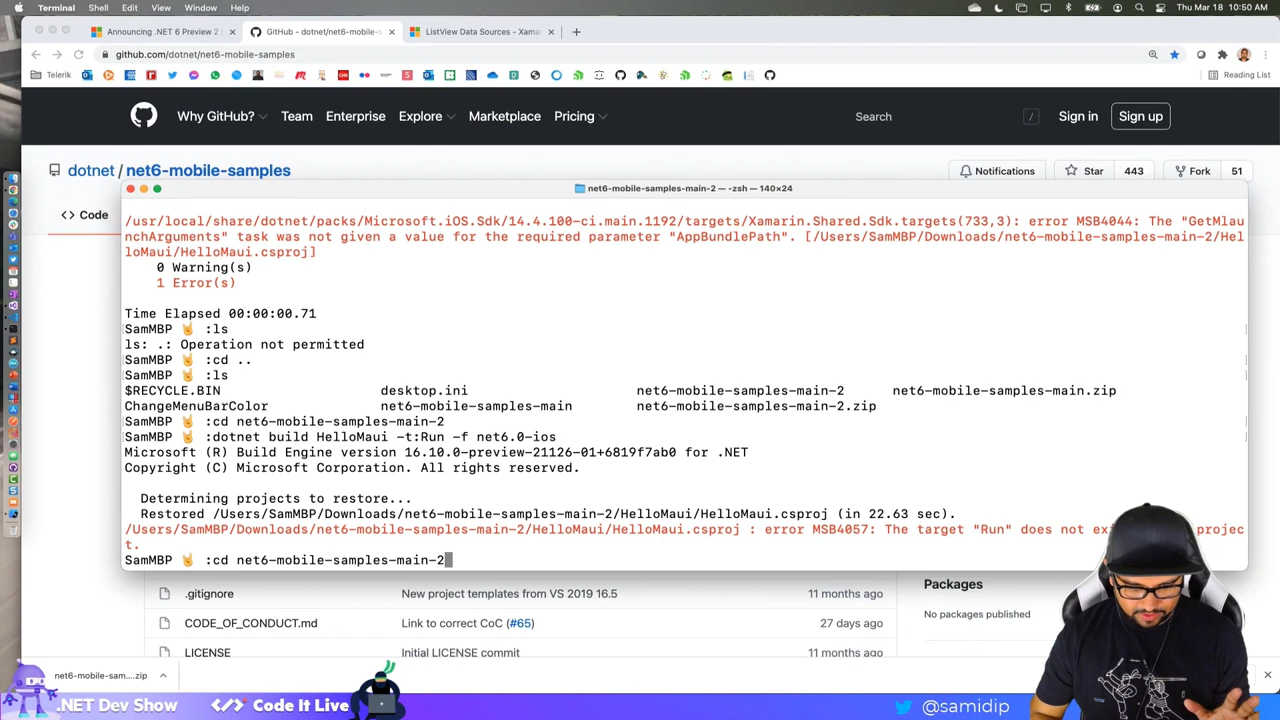 Terminal Shell Edit View Window Help Thu Mar 18 10:50 AM
Announcing .NET 6 Preview 2 GitHub - dotnet/net6-mobile-s ListView Data Sources - Xamar
github.com/dotnet/net6-mobile-samples
Telerik Reading List
Why GitHub? Team Enterprise Explore Marketplace Pricing Search / Sign in Sign up
dotnet / net6-mobile-samples Notifications Star 443 Fork 51
net6-mobile-samples-main-2 — -zsh — 140×24
Code
/usr/local/share/dotnet/packs/Microsoft.iOS.Sdk/14.4.100-ci.main.1192/targets/Xamarin.Shared.Sdk.targets(733,3): error MSB4044: The "GetMlau
nchArguments" task was not given a value for the required parameter "AppBundlePath". [/Users/SamMBP/Downloads/net6-mobile-samples-main-2/Hel
loMaui/HelloMaui.csproj]
0 Warning(s)
1 Error(s)
Time Elapsed 00:00:00.71
SamMBP 🤘 :ls
ls: .: Operation not permitted
SamMBP 🤘 :cd ..
SamMBP 🤘 :ls
$RECYCLE.BIN desktop.ini net6-mobile-samples-main-2 net6-mobile-samples-main.zip
ChangeMenuBarColor net6-mobile-samples-main net6-mobile-samples-main-2.zip
SamMBP 🤘 :cd net6-mobile-samples-main-2
SamMBP 🤘 :dotnet build HelloMaui -t:Run -f net6.0-ios
Microsoft (R) Build Engine version 16.10.0-preview-21126-01+6819f7ab0 for .NET
Copyright (C) Microsoft Corporation. All rights reserved.
Determining projects to restore...
Restored /Users/SamMBP/Downloads/net6-mobile-samples-main-2/HelloMaui/HelloMaui.csproj (in 22.63 sec).
/Users/SamMBP/Downloads/net6-mobile-samples-main-2/HelloMaui/HelloMaui.csproj : error MSB4057: The target "Run" does not projec
t.
SamMBP 🤘 :cd net6-mobile-samples-main-2
.gitignore New project templates from VS 2019 16.5 11 months ago
CODE_OF_CONDUCT.md Link to correct CoC (#65) 27 days ago
LICENSE Initial LICENSE commit 11 months ago
Packages
No packages published
net6-mobile-sam....zip
.NET Dev Show Code It Live @samidip